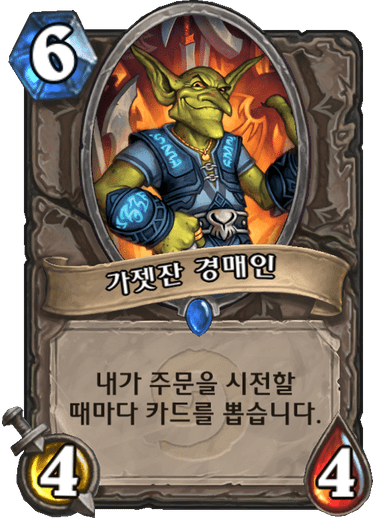 6
가젯잔 경매인
내가 주문을 시전할
때마다 카드를 뽑습니다.
4
4